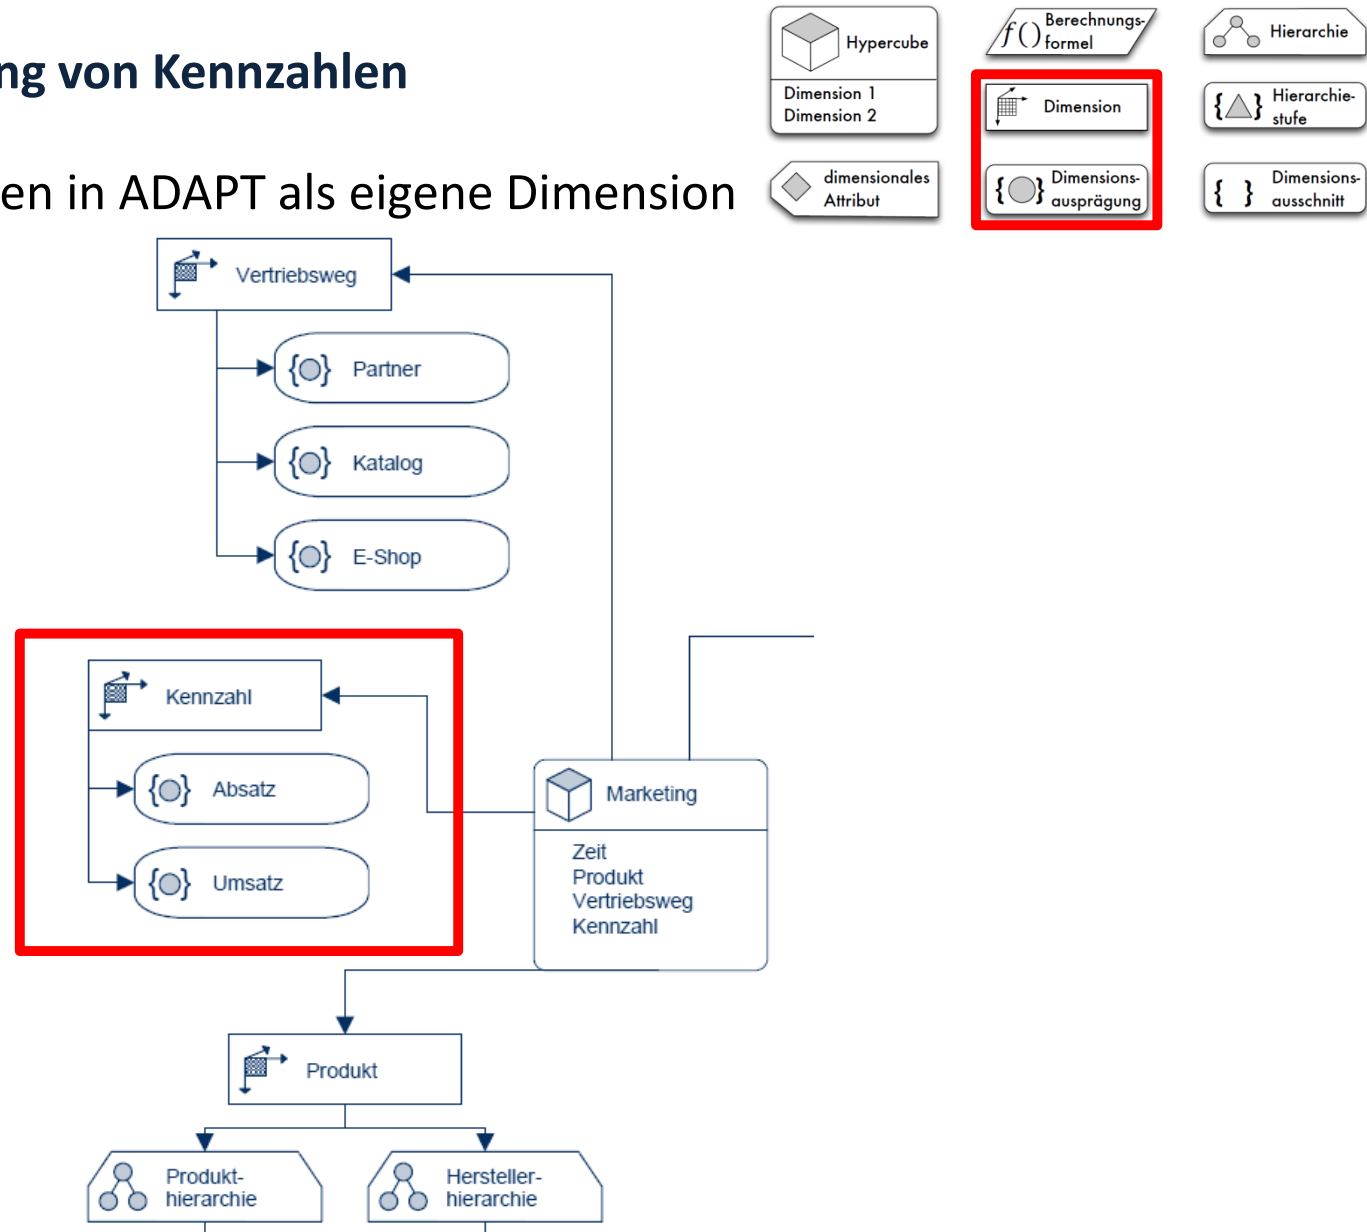 ng von Kennzahlen
en in ADAPT als eigene Dimension
Hypercube
Dimension 1
Dimension 2
Berechnungs-
f() formel
Hierarchie
Dimension
{ } Hierarchie-
stufe
dimensionales
Attribut
{ } Dimensions-
ausprägung
{ } Dimensions-
ausschnitt
Vertriebsweg
{ } Partner
{ } Katalog
{ } E-Shop
Kennzahl
{ } Absatz
{ } Umsatz
Marketing
Zeit
Produkt
Vertriebsweg
Kennzahl
Produkt
Produkt-
hierarchie
Hersteller-
hierarchie